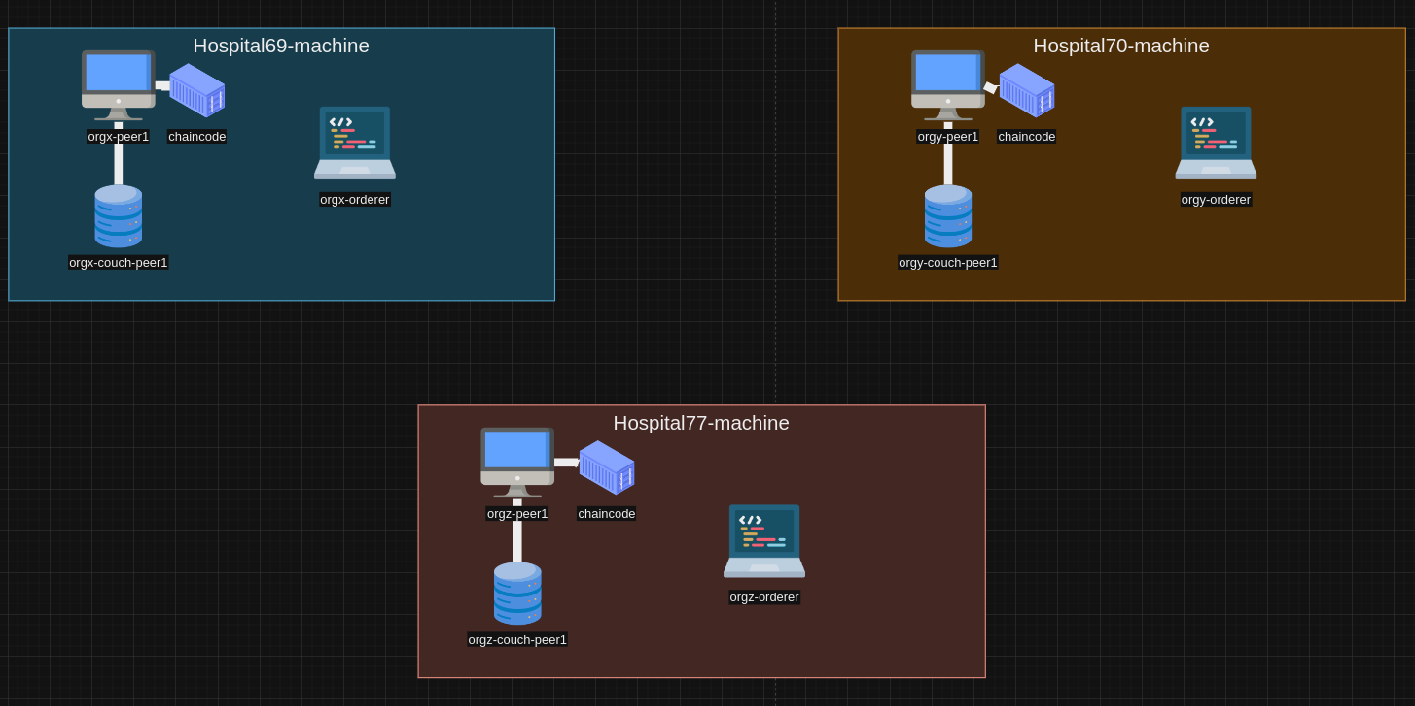 Hospital69-machine
orgx-peer1
chaincode
orgx-orderer
orgx-couch-peer1
Hospital70-machine
orgy-peer1
chaincode
orgy-orderer
orgy-couch-peer1
Hospital77-machine
orgz-peer1
chaincode
orgz-orderer
orgz-couch-peer1